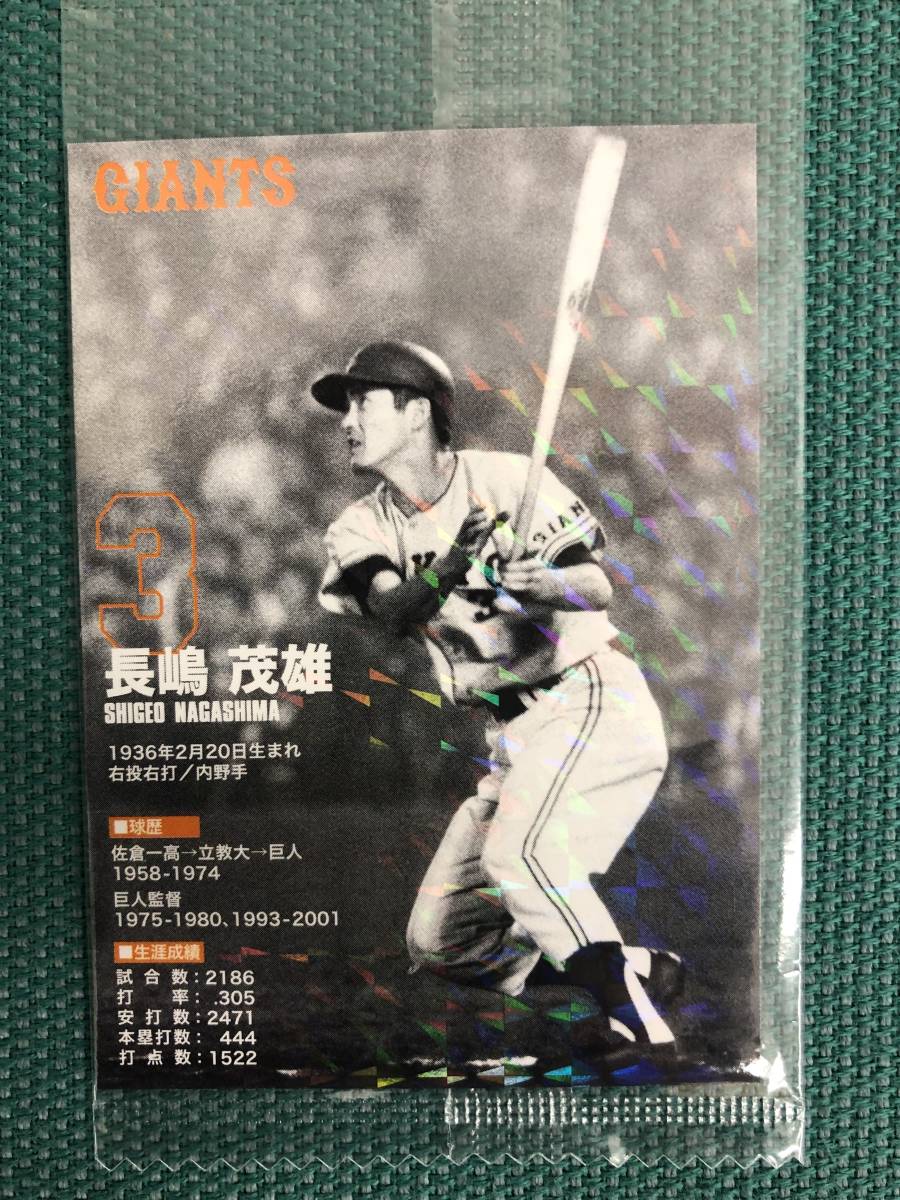 GIANTS
GIAN
3
3
長嶋 茂雄
SHIGEO NAGASHIMA
1936年2月20日生まれ
右投右打／内野手
■球歴
佐倉一高→立教大→巨人
1958-1974
巨人監督
1975-1980、1993-2001
■生涯成績
試合数:2186
打率: .305
安打数:2471
本塁打数: 444
打点数:1522